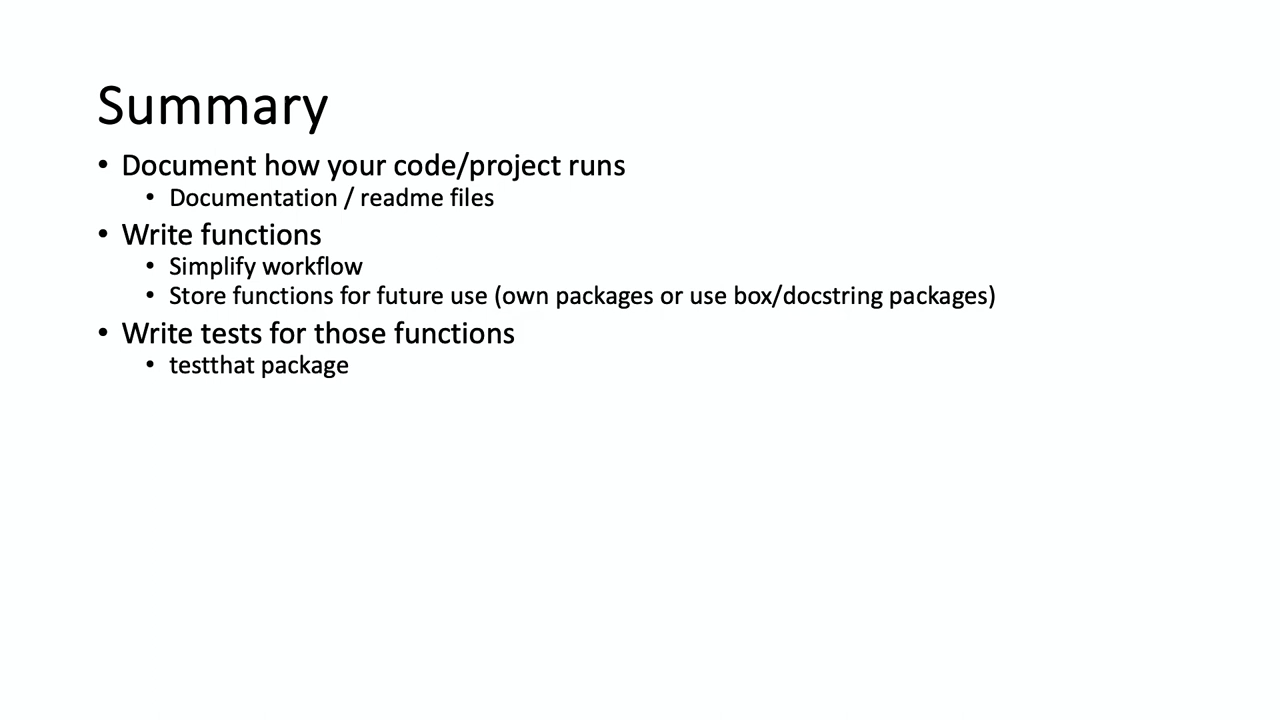 Summary
• Document how your code/project runs
• Documentation / readme files
• Write functions
• Simplify workflow
• Store functions for future use (own packages or use box/docstring packages)
• Write tests for those functions
• testthat package